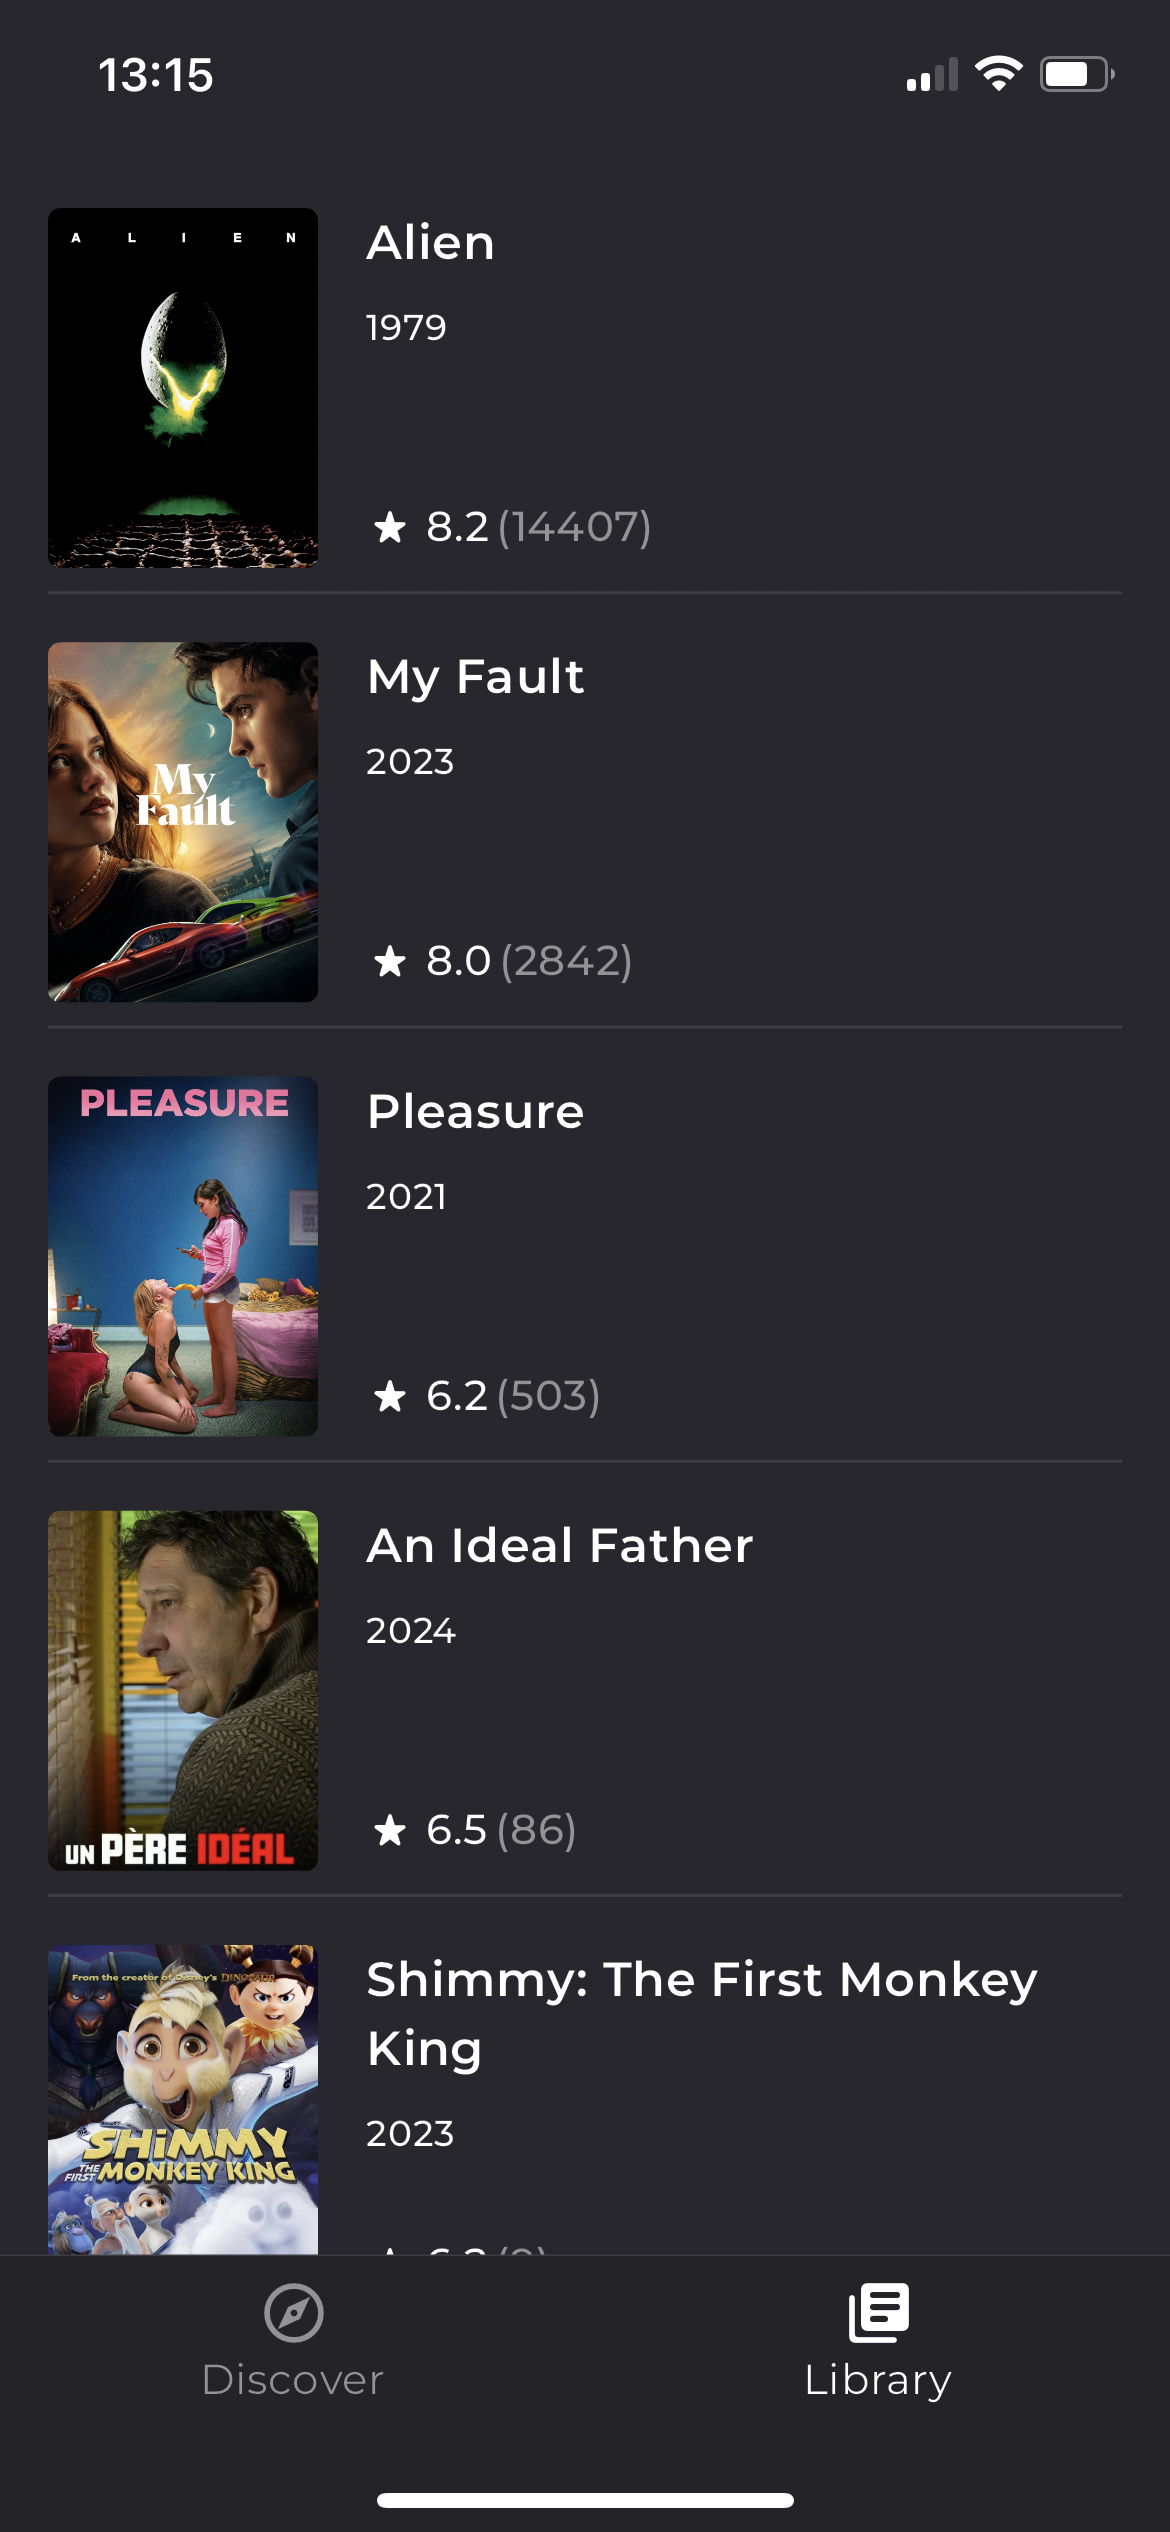 13:15
A L I E N
Alien
1979
8.2 (14407)
My
Fault
My Fault
2023
8.0 (2842)
PLEASURE
Pleasure
2021
6.2 (503)
UN PÈRE IDÉAL
An Ideal Father
2024
6.5 (86)
From the creator of Disney's DINOSAUR
SHiMMY
THE FIRST MONKEY KING
Shimmy: The First Monkey
King
2023
Discover
Library